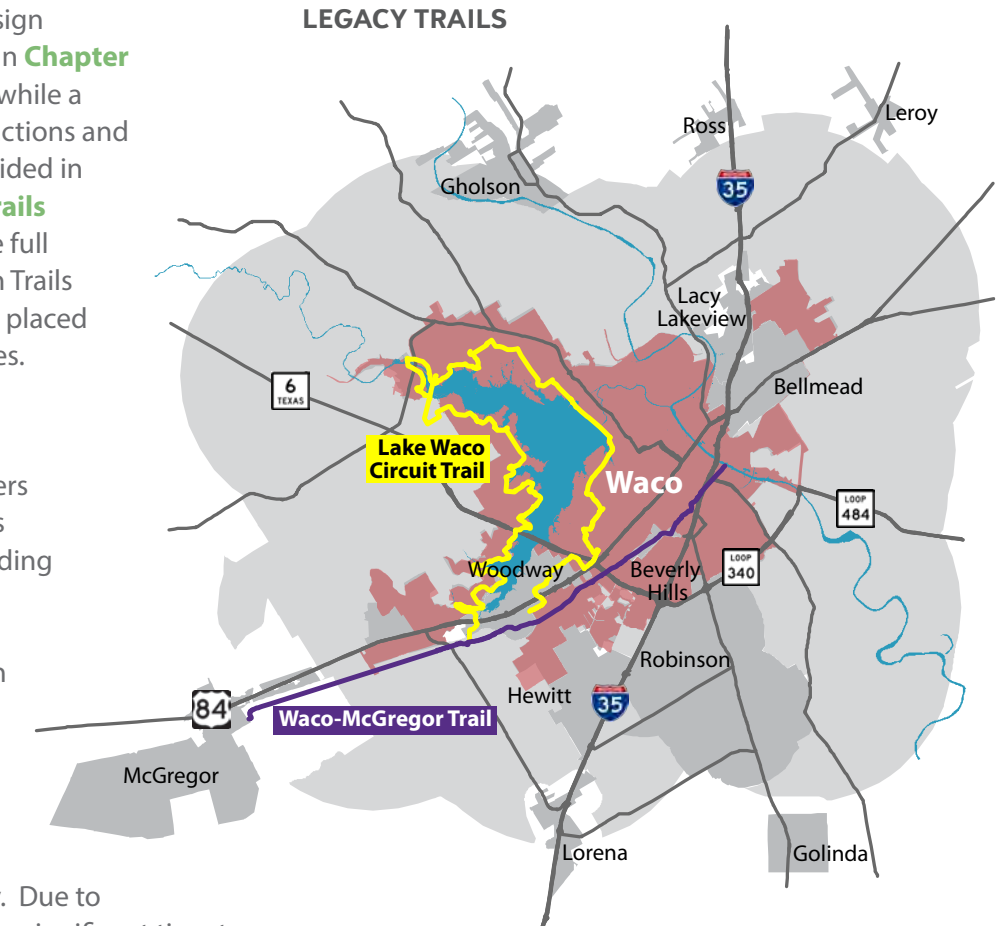 sign
n Chapter
while a
ctions and
ided in
rails
e full
n Trails
placed
es.
ers
s
ding
n
. Due to
LEGACY TRAILS
Ross
Leroy
Gholson
35
Lacy
Lakeview
6
TEXAS
Bellmead
Lake Waco
Circuit Trail
Waco
LOOP
484
Woodway
Beverly
Hills
LOOP
340
Robinson
Hewitt
35
84
Waco-McGregor Trail
McGregor
Lorena
Golinda